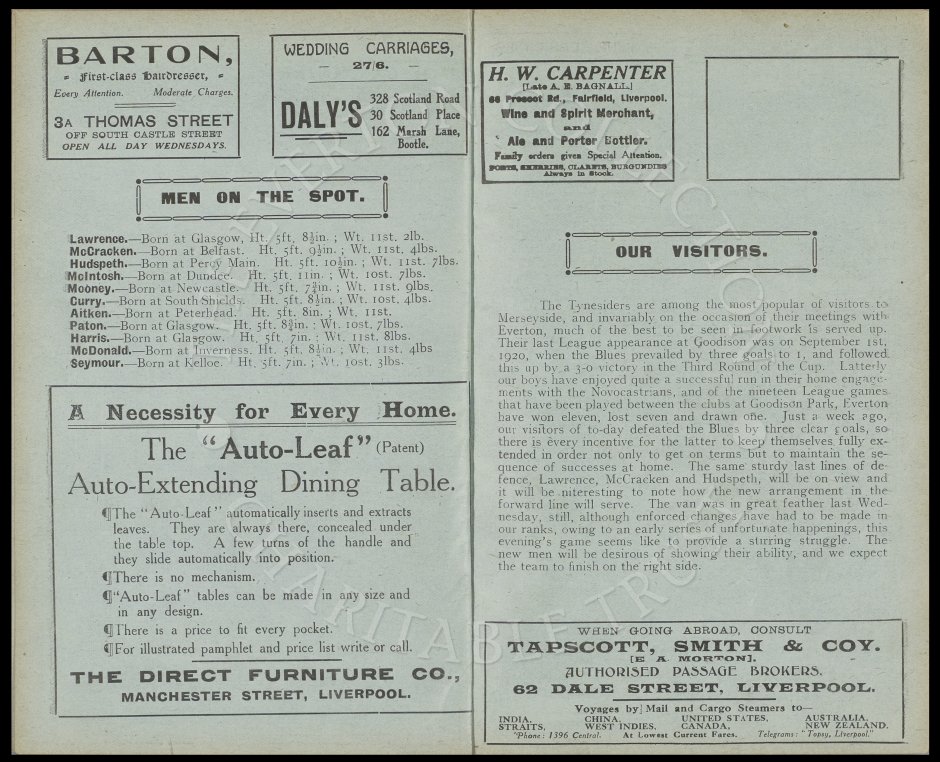 BARTON,
First-class Hairdresser,
Every Attention. Moderate Charges.
3A THOMAS STREET
OFF SOUTH CASTLE STREET
OPEN ALL DAY WEDNESDAYS.
WEDDING CARRIAGES,
— 27/6. —
DALY'S
328 Scotland Road
30 Scotland Place
162 Marsh Lane,
Bootle.
MEN ON THE SPOT.
Lawrence.—Born at Glasgow, Ht. 5ft. 8½in. ; Wt. 11st. 2lb.
McCracken.—Born at Belfast. Ht. 5ft. 9½in. ; Wt. 11st. 4lbs.
Hudspeth.—Born at Percy Main. Ht. 5ft. 10½in. ; Wt. 11st. 7lbs.
McIntosh.—Born at Dundee. Ht. 5ft. 11in. ; Wt. 10st. 7lbs.
Mooney.—Born at Newcastle. Ht. 5ft. 7¾in. ; Wt. 11st. 9lbs.
Curry.—Born at South Shields. Ht. 5ft. 8½in. ; Wt. 10st. 4lbs.
Aitken.—Born at Peterhead. Ht. 5ft. 8in. ; Wt. 11st.
Paton.—Born at Glasgow. Ht. 5ft. 8¾in. ; Wt. 10st. 7lbs.
Harris.—Born at Glasgow. Ht. 5ft. 7in. ; Wt. 11st. 8lbs.
McDonald.—Born at Inverness. Ht. 5ft. 8½in. ; Wt. 11st. 4lbs
Seymour.—Born at Kelloe. Ht. 5ft. 7in. ; Wt. 10st. 3lbs.
A Necessity for Every Home.
The "Auto-Leaf" (Patent)
Auto-Extending Dining Table.
¶The "Auto-Leaf" automatically inserts and extracts
leaves. They are always there, concealed under
the table top. A few turns of the handle and
they slide automatically into position.
¶There is no mechanism.
¶"Auto-Leaf" tables can be made in any size and
in any design.
¶There is a price to fit every pocket.
¶For illustrated pamphlet and price list write or call.
THE DIRECT FURNITURE CO.,
MANCHESTER STREET, LIVERPOOL.
H. W. CARPENTER
[Late A. E. BAGNALL.]
66 Prescot Rd., Fairfield, Liverpool.
Wine and Spirit Merchant,
and
Ale and Porter Bottler.
Family orders given Special Attention.
PORTS, SHERRIES, CLARETS, BURGUNDIES
Always in Stock.
OUR VISITORS.
The Tynesiders are among the most popular of visitors to
Merseyside, and invariably on the occasion of their meetings with
Everton, much of the best to be seen in footwork is served up.
Their last League appearance at Goodison was on September 1st,
1920, when the Blues prevailed by three goals to 1, and followed
this up by a 3-0 victory in the Third Round of the Cup. Latterly
our boys have enjoyed quite a successful run in their home engage-
ments with the Novocastrians, and of the nineteen League games
that have been played between the clubs at Goodison Park, Everton
have won eleven, lost seven and drawn one. Just a week ago,
our visitors of to-day defeated the Blues by three clear goals, so
there is every incentive for the latter to keep themselves fully ex-
tended in order not only to get on terms but to maintain the se-
quence of successes at home. The same sturdy last lines of de-
fence, Lawrence, McCracken and Hudspeth, will be on view and
it will be niteresting to note how the new arrangement in the
forward line will serve. The van was in great feather last Wed-
nesday, still, although enforced changes have had to be made in
our ranks, owing to an early series of unfortunate happenings, this
evening's game seems like to provide a stirring struggle. The
new men will be desirous of showing their ability, and we expect
the team to finish on the right side.
WHEN GOING ABROAD, CONSULT
TAPSCOTT, SMITH & COY.
[E A. MORTON].
AUTHORISED PASSAGE BROKERS.
62 DALE STREET, LIVERPOOL.
Voyages by Mail and Cargo Steamers to—
INDIA, CHINA, UNITED STATES, AUSTRALIA,
STRAITS, WEST INDIES, CANADA, NEW ZEALAND.
'Phone: 1396 Central. At Lowest Current Fares. Telegrams: "Topsy, Liverpool."
EVERTON COLLECTION
CHARITABLE TRUST